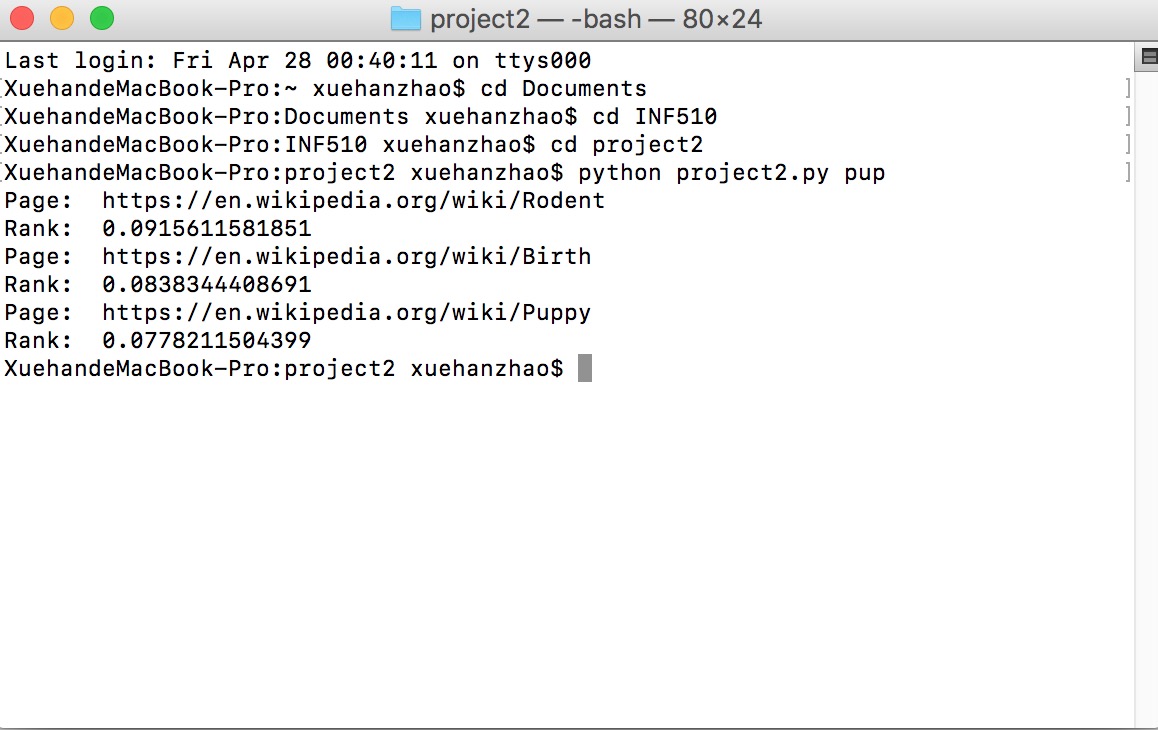 project2 — -bash — 80×24
Last login: Fri Apr 28 00:40:11 on ttys000
[XuehandeMacBook-Pro:~ xuehanzhao$ cd Documents ]
[XuehandeMacBook-Pro:Documents xuehanzhao$ cd INF510 ]
[XuehandeMacBook-Pro:INF510 xuehanzhao$ cd project2 ]
[XuehandeMacBook-Pro:project2 xuehanzhao$ python project2.py pup ]
Page:  https://en.wikipedia.org/wiki/Rodent
Rank:  0.0915611581851
Page:  https://en.wikipedia.org/wiki/Birth
Rank:  0.0838344408691
Page:  https://en.wikipedia.org/wiki/Puppy
Rank:  0.0778211504399
XuehandeMacBook-Pro:project2 xuehanzhao$